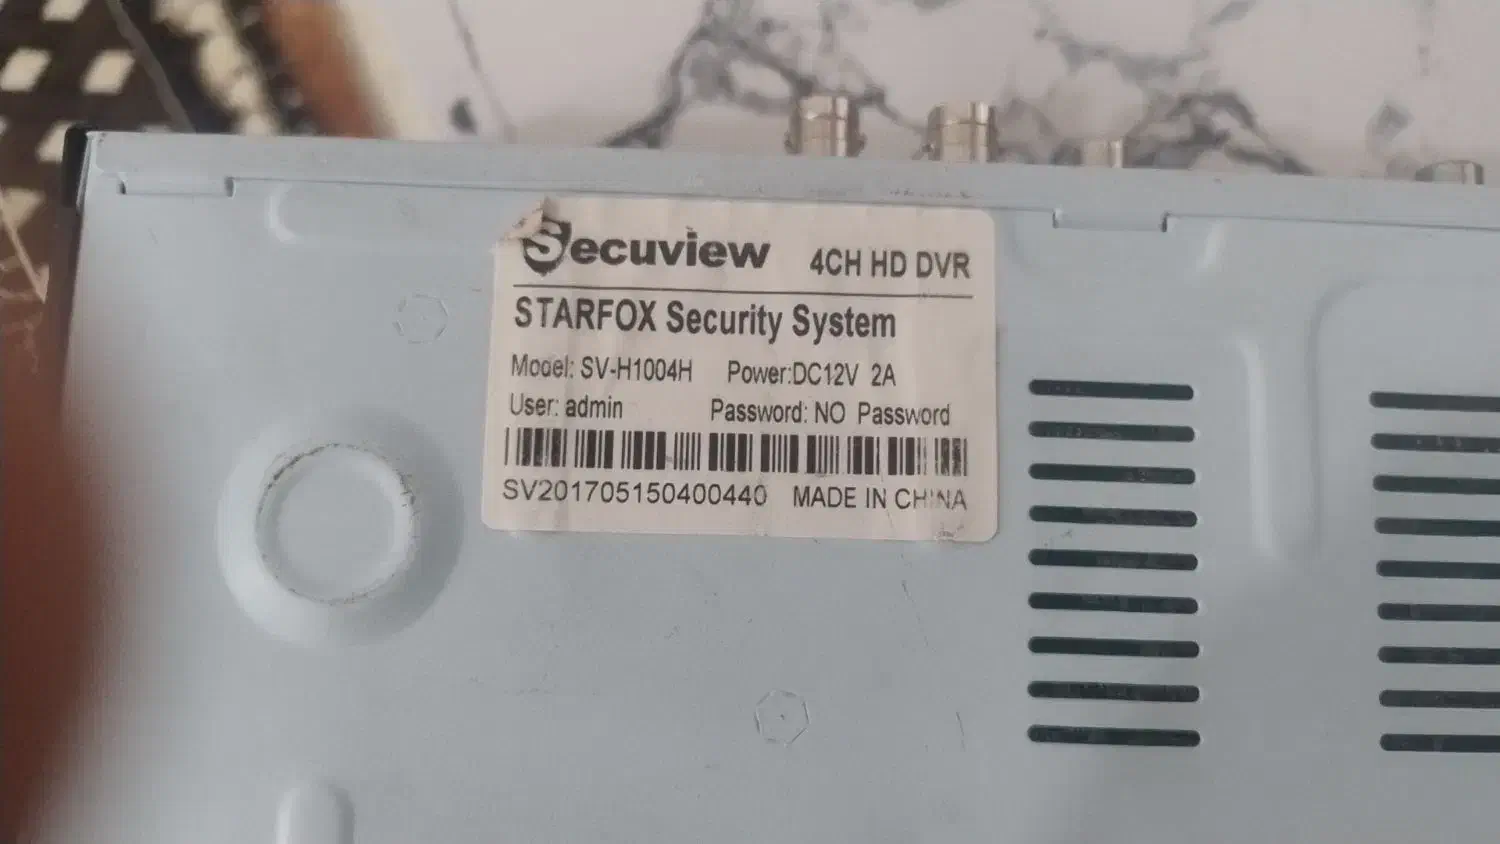 Secuview 4CH HD DVR
STARFOX Security System
Model: SV-H1004H Power:DC12V 2A
User: admin Password: NO Password
SV201705150400440 MADE IN CHINA